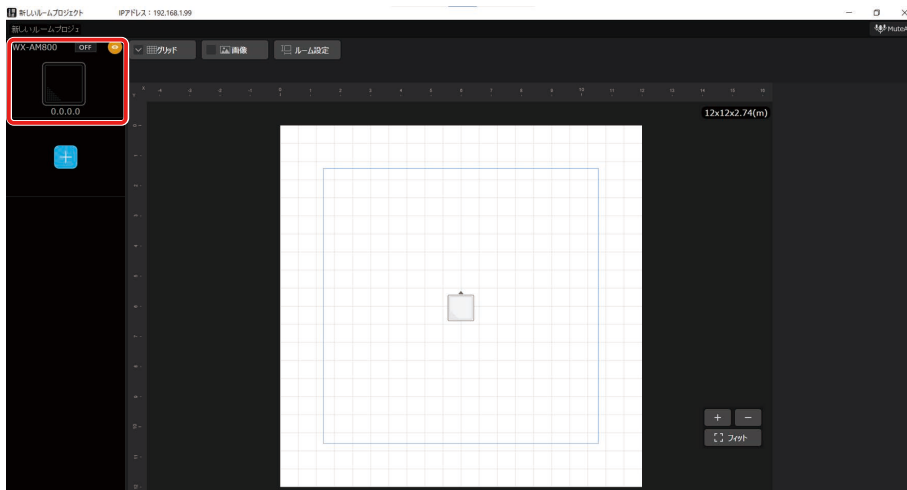 新しいルームプロジェクト IPアドレス：192.168.1.99
新しいルームプロジェ
MuteA
WX-AM800 OFF
グリッド
画像
ルーム設定
0.0.0.0
12x12x2.74(m)
フィット